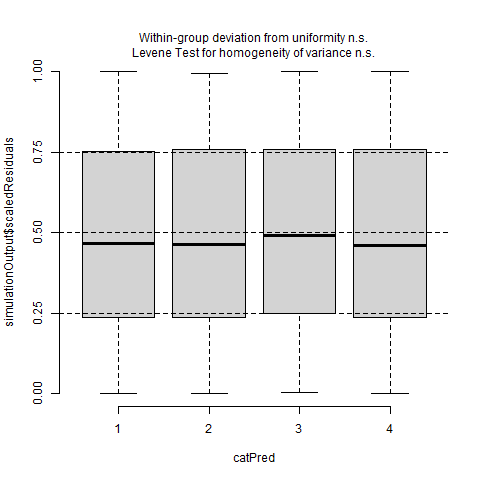 Within-group deviation from uniformity n.s.
Levene Test for homogeneity of variance n.s.
simulationOutput$scaledResiduals
1.00
0.75
0.50
0.25
0.00
1 2 3 4
catPred